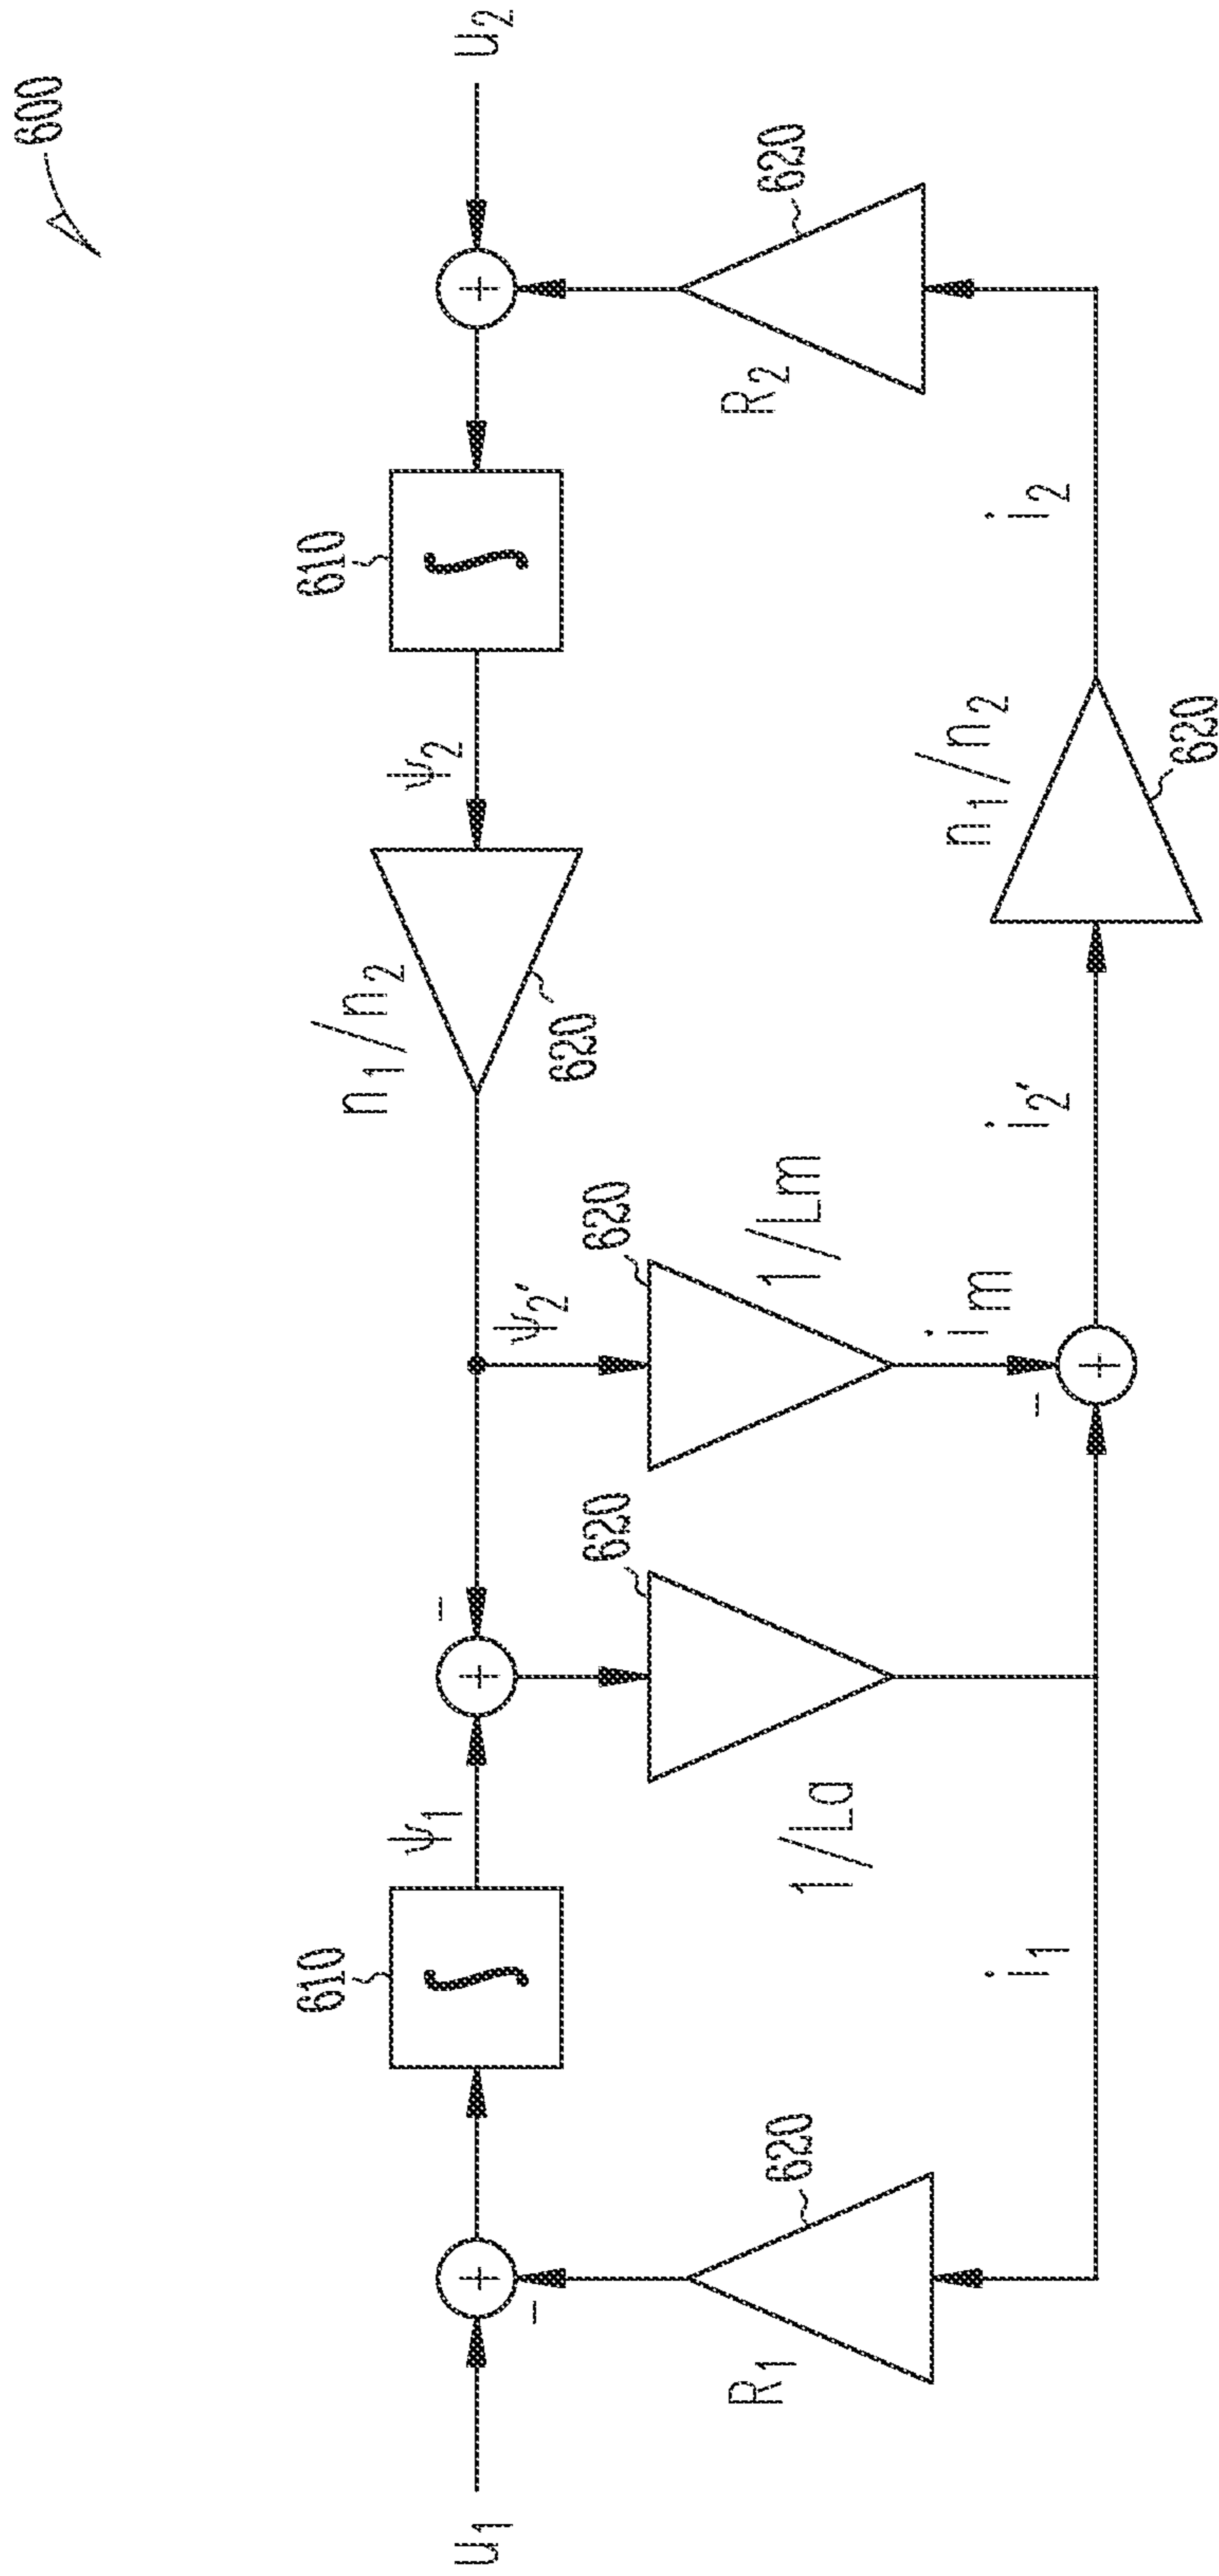 600
u1
u2
610
610
ψ1
ψ2
n1/n2
620
620
620
ψ2'
1/La
1/Lm
im
R1
620
R2
620
i1
i2'
n1/n2
620
i2
+
+
+
+
+
-
-
-
∫
∫